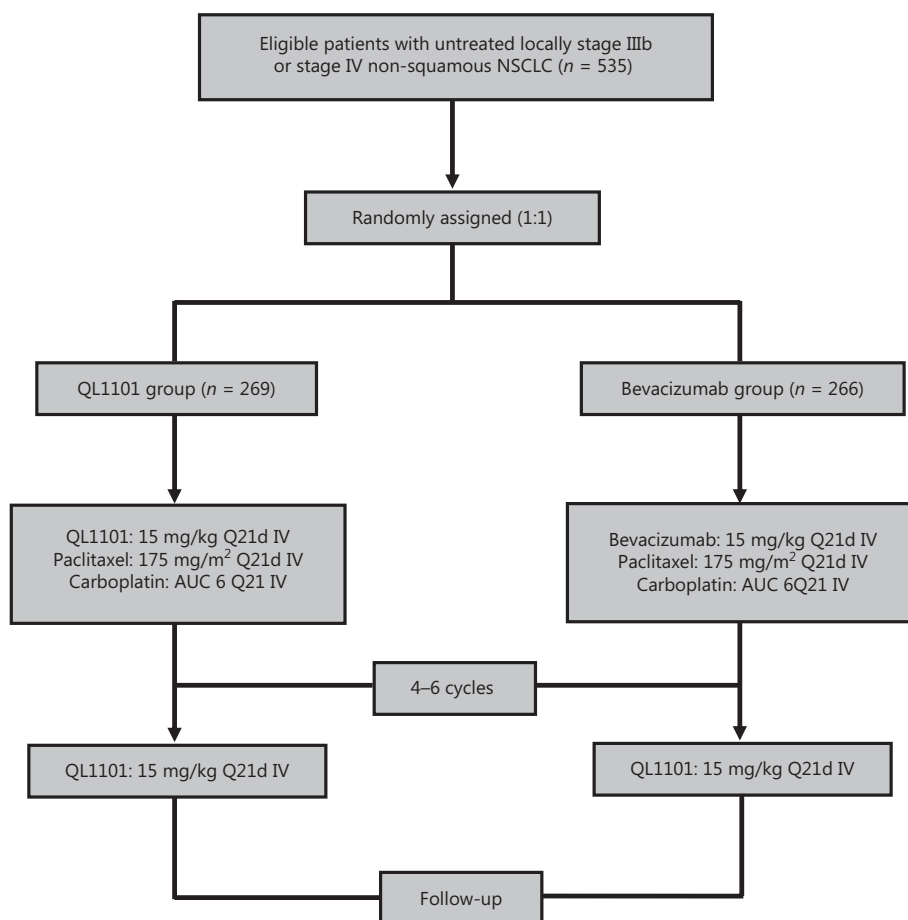 Eligible patients with untreated locally stage IIIb
or stage IV non-squamous NSCLC (n = 535)
Randomly assigned (1:1)
QL1101 group (n = 269)
Bevacizumab group (n = 266)
QL1101: 15 mg/kg Q21d IV
Paclitaxel: 175 mg/m² Q21d IV
Carboplatin: AUC 6 Q21 IV
Bevacizumab: 15 mg/kg Q21d IV
Paclitaxel: 175 mg/m² Q21d IV
Carboplatin: AUC 6Q21 IV
4–6 cycles
QL1101: 15 mg/kg Q21d IV
QL1101: 15 mg/kg Q21d IV
Follow-up